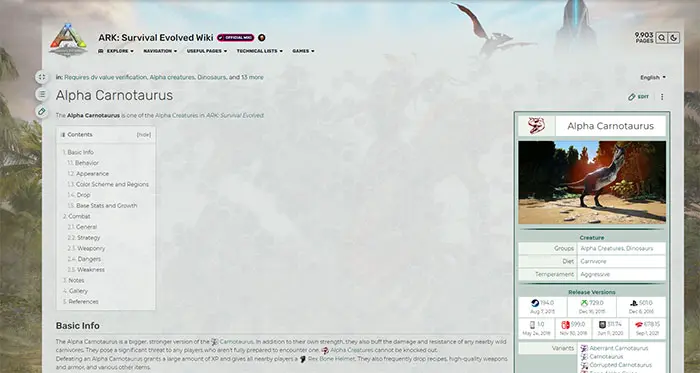 ARK: Survival Evolved Wiki OFFICIAL WIKI
9,903
PAGES
EXPLORE NAVIGATION USEFUL PAGES TECHNICAL LISTS GAMES
in: Requires dv value verification, Alpha creatures, Dinosaurs, and 13 more
English
Alpha Carnotaurus
EDIT
The Alpha Carnotaurus is one of the Alpha Creatures in ARK: Survival Evolved.
Contents [hide]
1. Basic Info
1.1. Behavior
1.2. Appearance
1.3. Color Scheme and Regions
1.4. Drop
1.5. Base Stats and Growth
2. Combat
2.1. General
2.2. Strategy
2.3. Weaponry
2.4. Dangers
2.5. Weakness
3. Notes
4. Gallery
5. References
Alpha Carnotaurus
Creature
Groups Alpha Creatures, Dinosaurs
Diet Carnivore
Temperament Aggressive
Release Versions
194.0 729.0 501.0
Aug 7, 2015 Dec 16, 2015 Dec 6, 2016
1.0 599.0 311.74 678.15
May 24, 2018 Nov 30, 2018 Jun 11, 2020 Sep 1, 2021
Variants Aberrant Carnotaurus
Carnotaurus
Corrupted Carnotaurus
Basic Info
The Alpha Carnotaurus is a bigger, stronger version of the Carnotaurus. In addition to their own strength, they also buff the damage and resistance of any nearby wild
carnivores. They pose a significant threat to any players who aren't fully prepared to encounter one. Alpha Creatures cannot be knocked out.
Defeating an Alpha Carnotaurus grants a large amount of XP and gives all nearby players a Rex Bone Helmet. They also frequently drop recipes, high-quality weapons
and armor, and various other items.